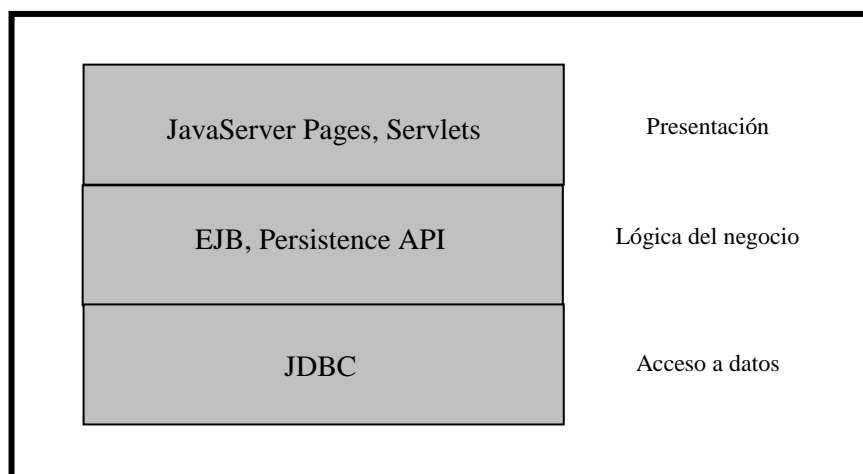 JavaServer Pages, Servlets
Presentación
EJB, Persistence API
Lógica del negocio
JDBC
Acceso a datos